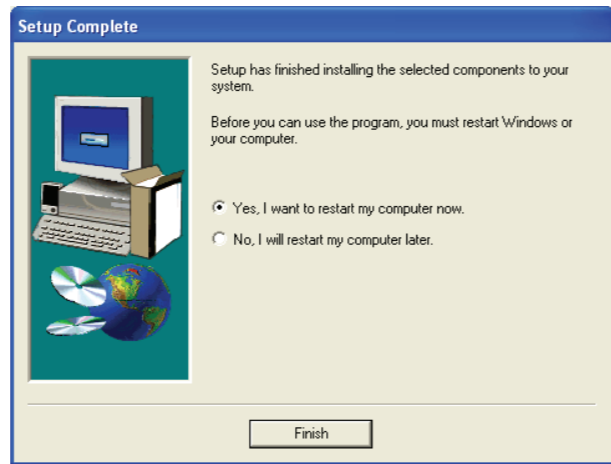 Setup Complete
Setup has finished installing the selected components to your
system.
Before you can use the program, you must restart Windows or
your computer.
Yes, I want to restart my computer now.
No, I will restart my computer later.
Finish